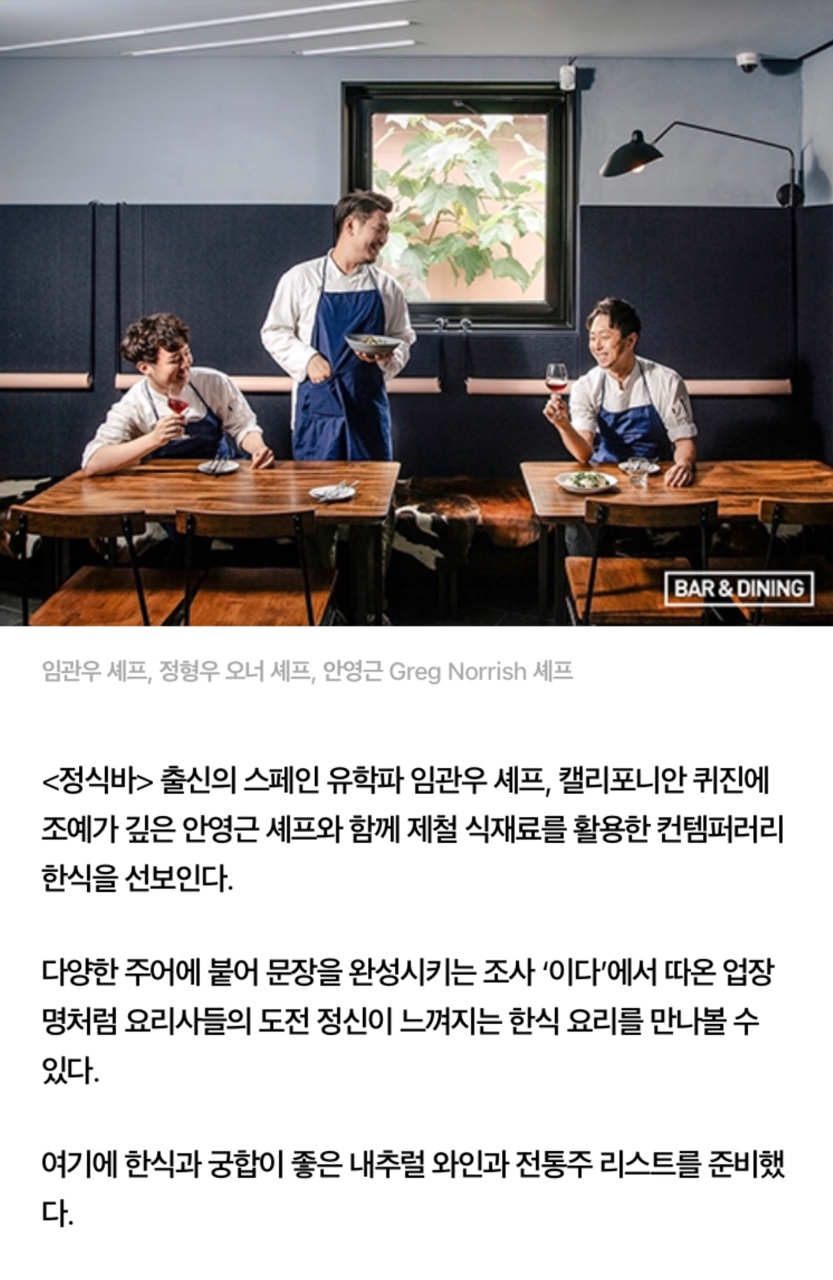 BAR & DINING
임관우 셰프, 정형우 오너 셰프, 안영근 Greg Norrish 셰프
<정식바> 출신의 스페인 유학파 임관우 셰프, 캘리포니안 퀴진에
조예가 깊은 안영근 셰프와 함께 제철 식재료를 활용한 컨템퍼러리
한식을 선보인다.
다양한 주어에 붙어 문장을 완성시키는 조사 ‘이다’에서 따온 업장
명처럼 요리사들의 도전 정신이 느껴지는 한식 요리를 만나볼 수
있다.
여기에 한식과 궁합이 좋은 내추럴 와인과 전통주 리스트를 준비했
다.